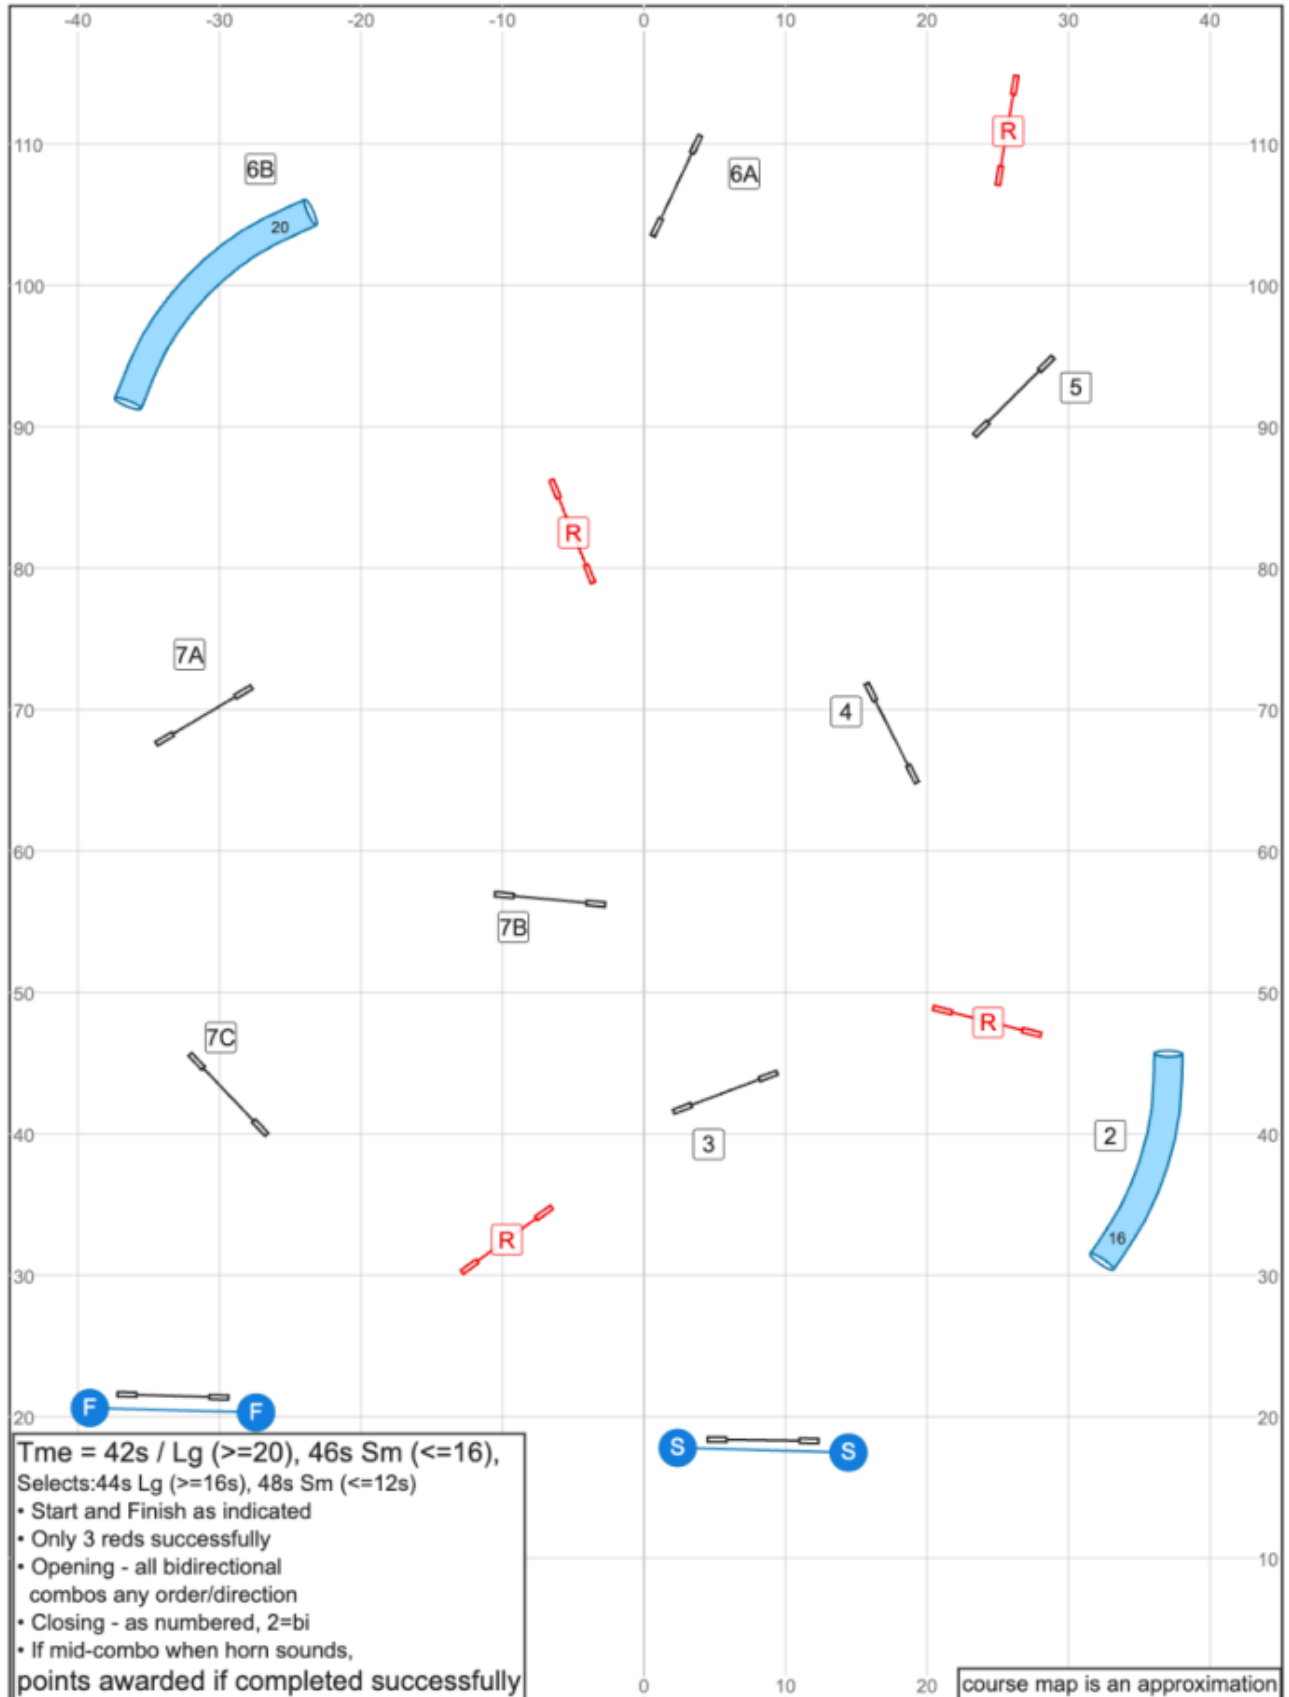 -40 -30 -20 -10 0 10 20 30 40
R
110 110
6B 6A
20
100 100
5
90 90
R
80 80
7A
70 4 70
60 60
7B
50 50
R
7C
3 2
40 40
R 16
30 30
F F
20 20
S S
Tme = 42s / Lg (>=20), 46s Sm (<=16),
Selects:44s Lg (>=16s), 48s Sm (<=12s)
• Start and Finish as indicated
• Only 3 reds successfully
• Opening - all bidirectional
combos any order/direction
• Closing - as numbered, 2=bi
• If mid-combo when horn sounds,
points awarded if completed successfully
10
0 10 20
course map is an approximation